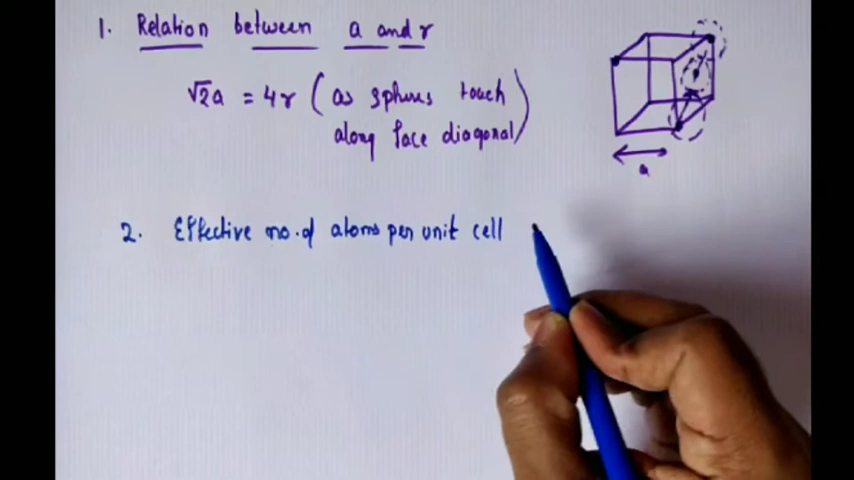 1. Relation between a and r
√2a = 4r (as spheres touch
along face diagonal)
a
2. Effective no. of atoms per unit cell